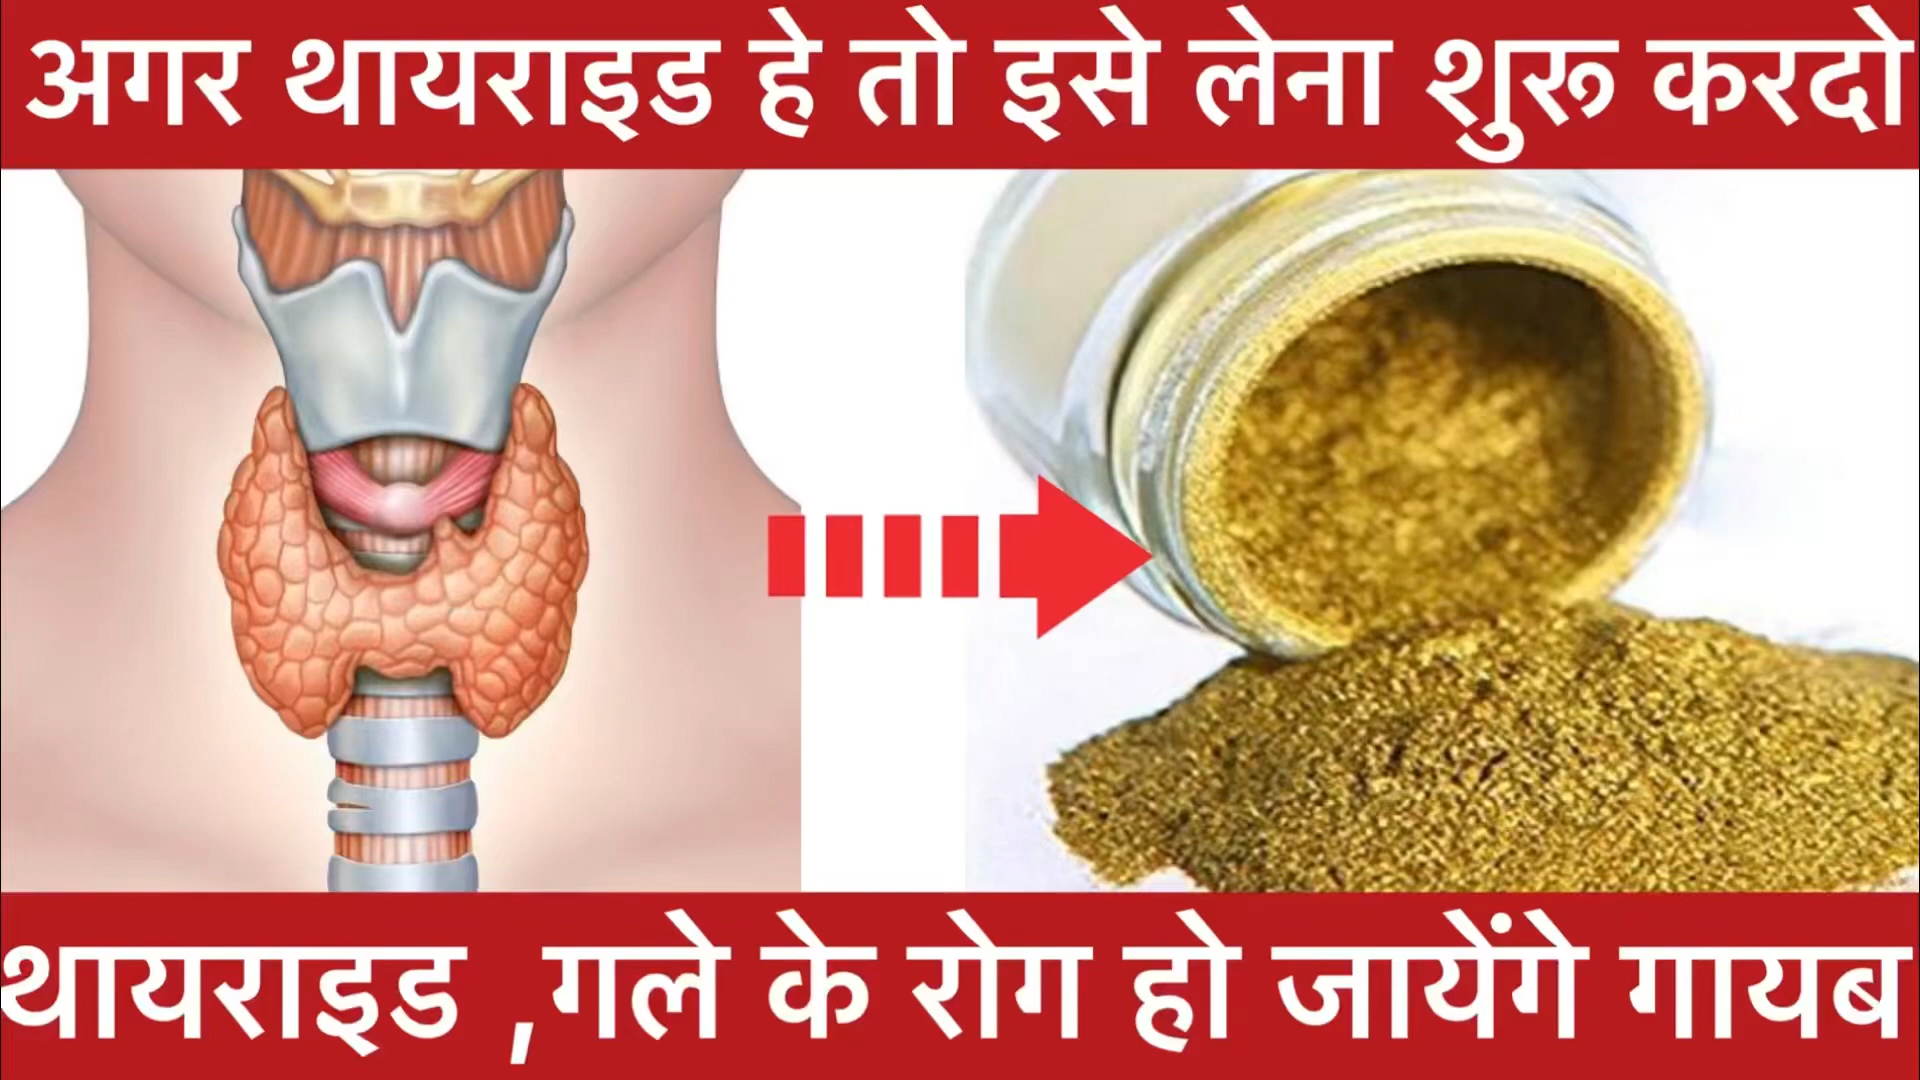 अगर थायराइड हे तो इसे लेना शुरू करदो
थायराइड ,गले के रोग हो जायेंगे गायब